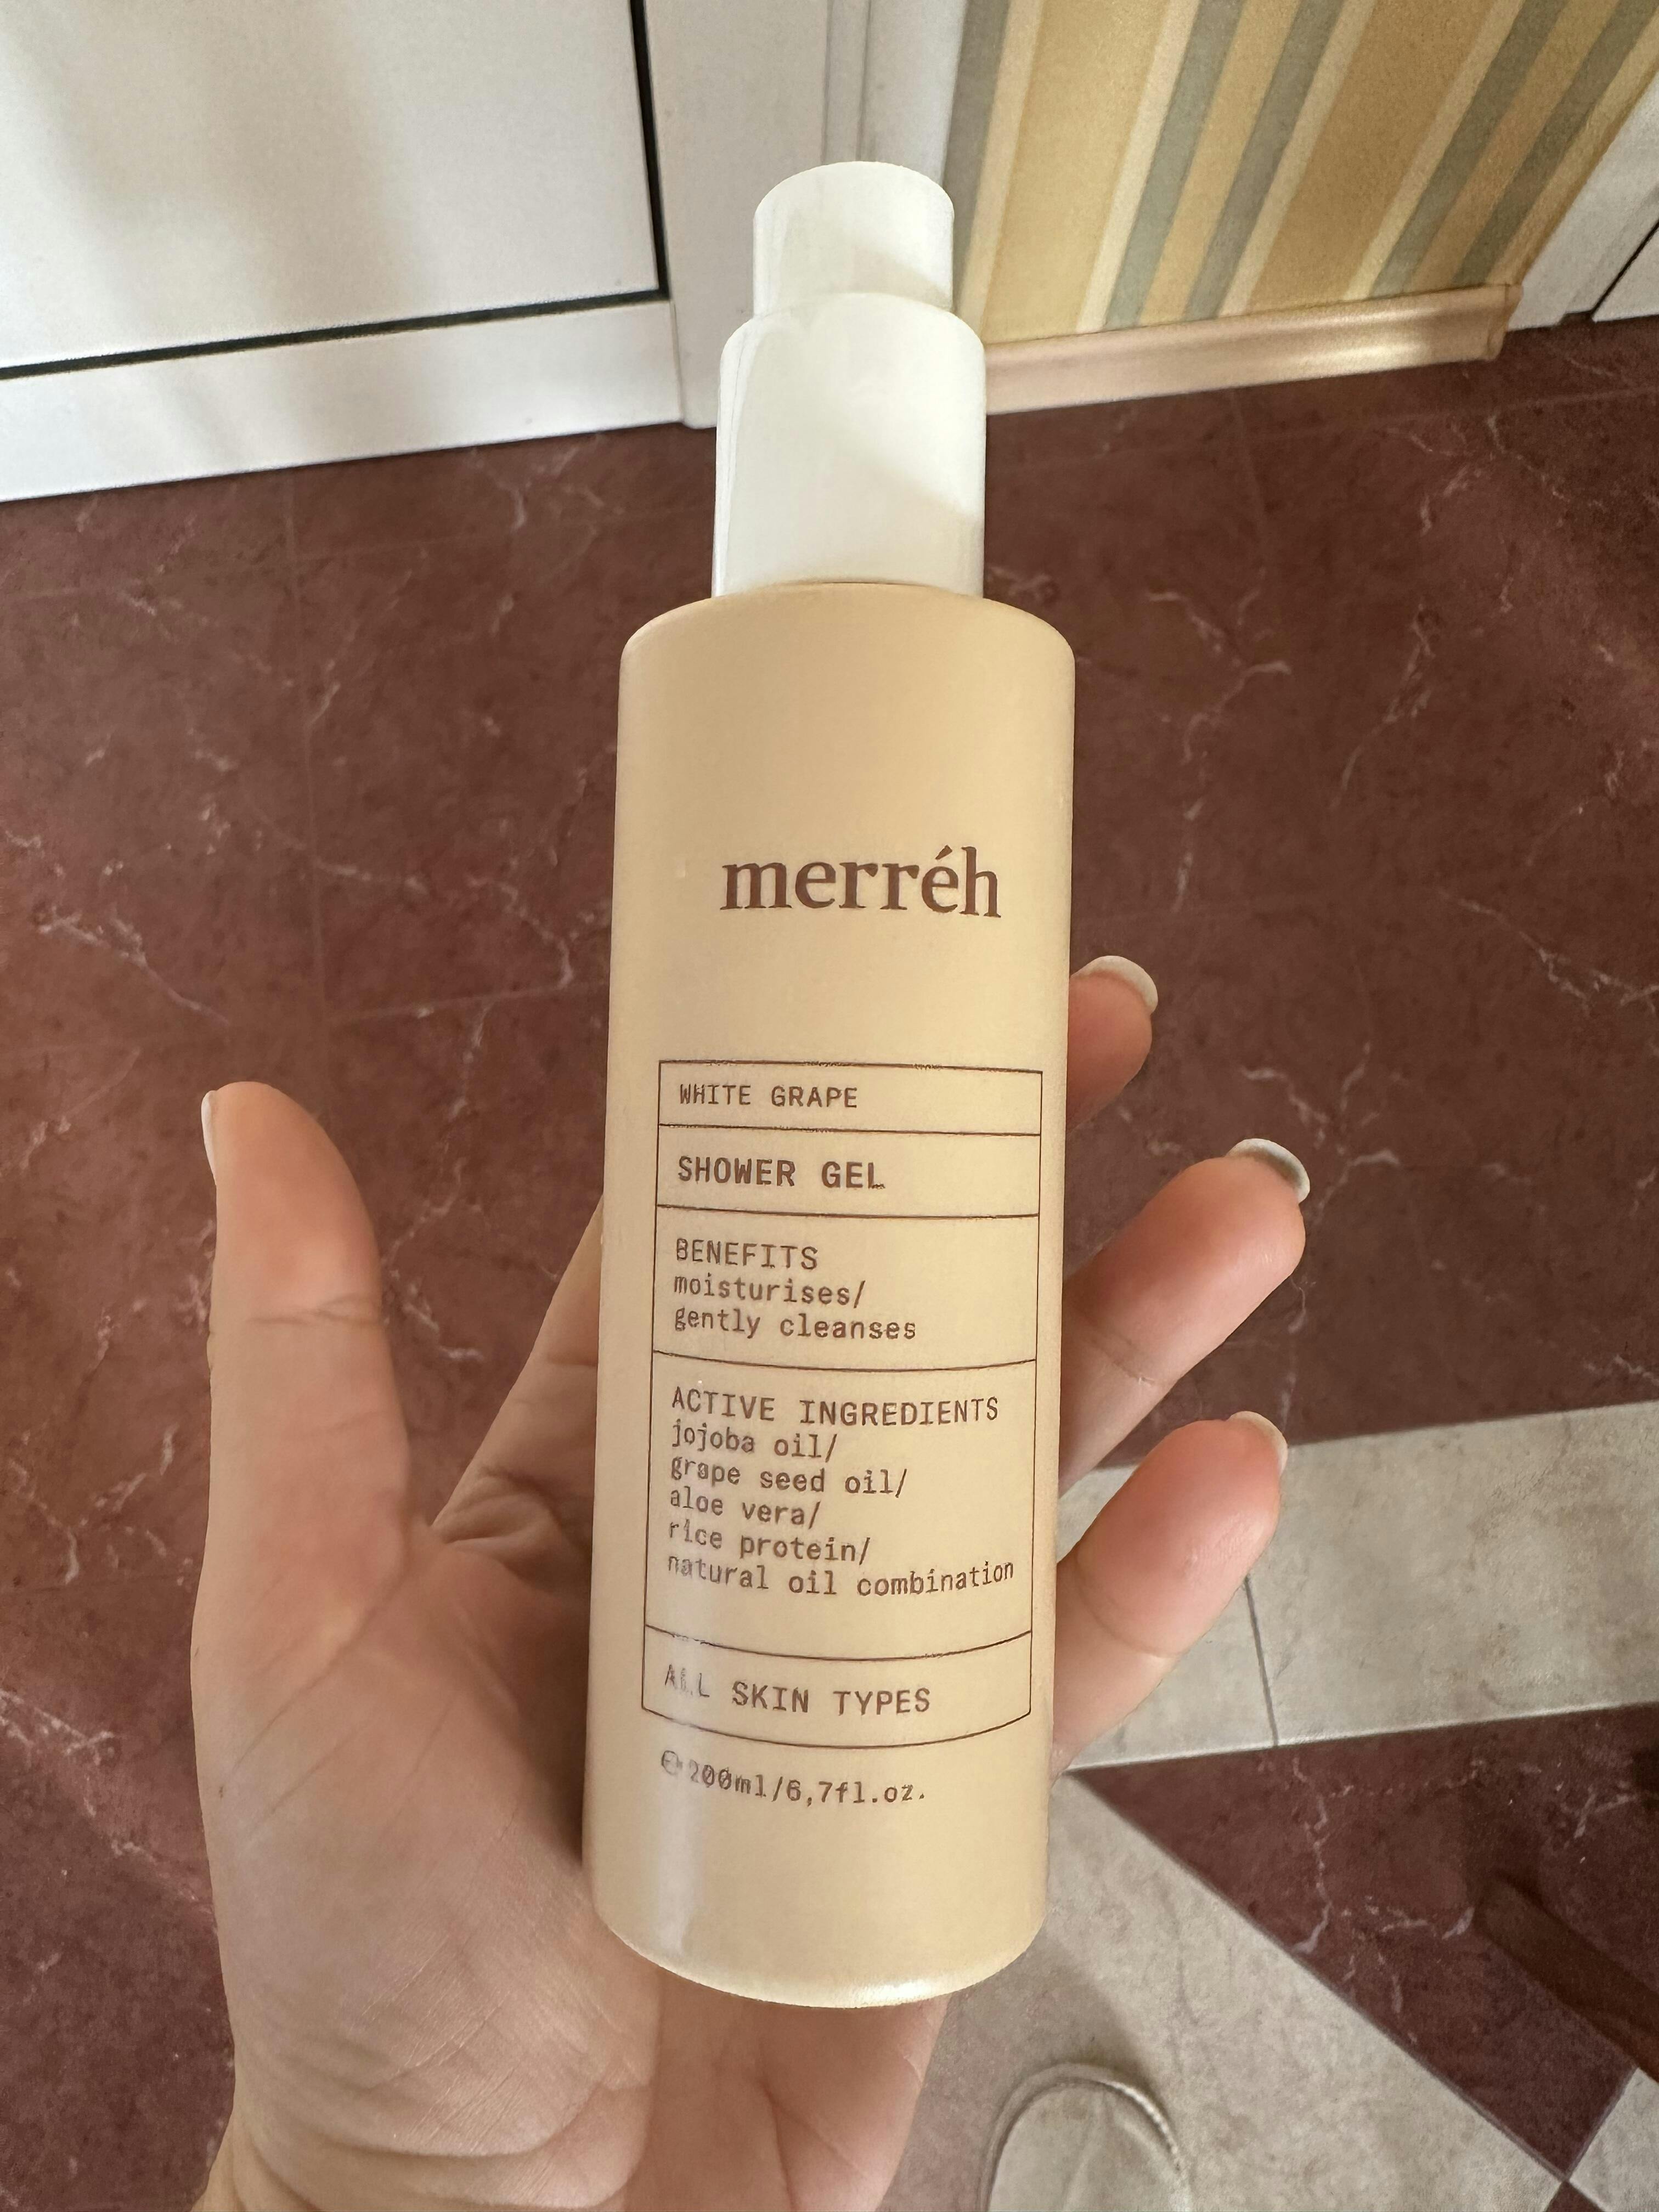 merréh
WHITE GRAPE
SHOWER GEL
BENEFITS
moisturises/
gently cleanses
ACTIVE INGREDIENTS
jojoba oil/
grape seed oil/
aloe vera/
rice protein/
natural oil combination
ALL SKIN TYPES
℮ 200ml/6,7fl.oz.